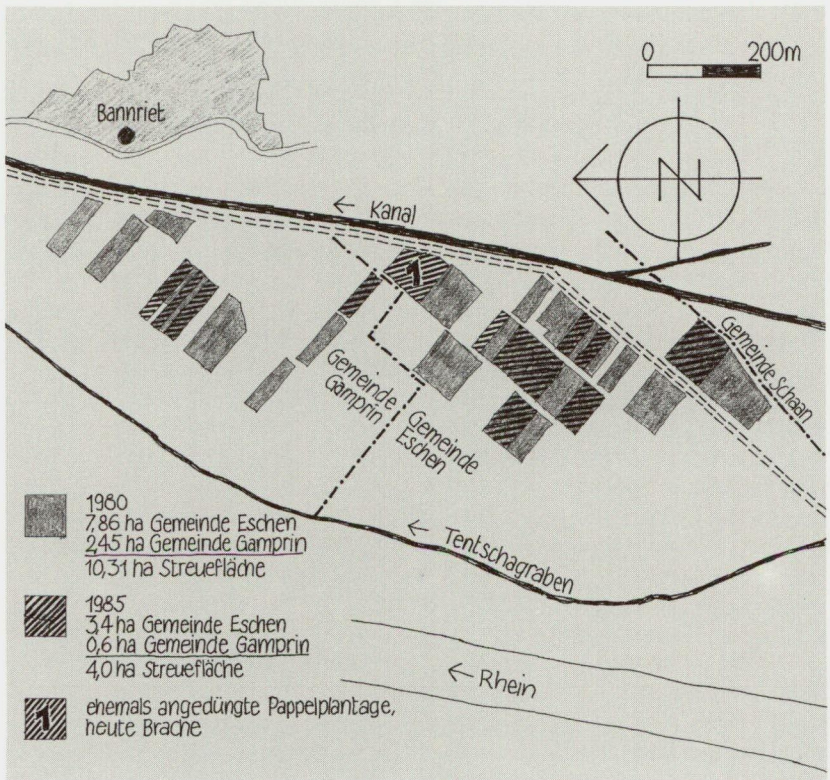 0 200m
Bannriet
N
← Kanal
1
Gemeinde Schaan
Gemeinde
Gamprin
Gemeinde
Eschen
← Tentschagraben
← Rhein
1980
7,86 ha Gemeinde Eschen
2,45 ha Gemeinde Gamprin
10,31 ha Streuefläche
1985
3,4 ha Gemeinde Eschen
0,6 ha Gemeinde Gamprin
4,0 ha Streuefläche
1 ehemals angedüngte Pappelplantage,
heute Brache